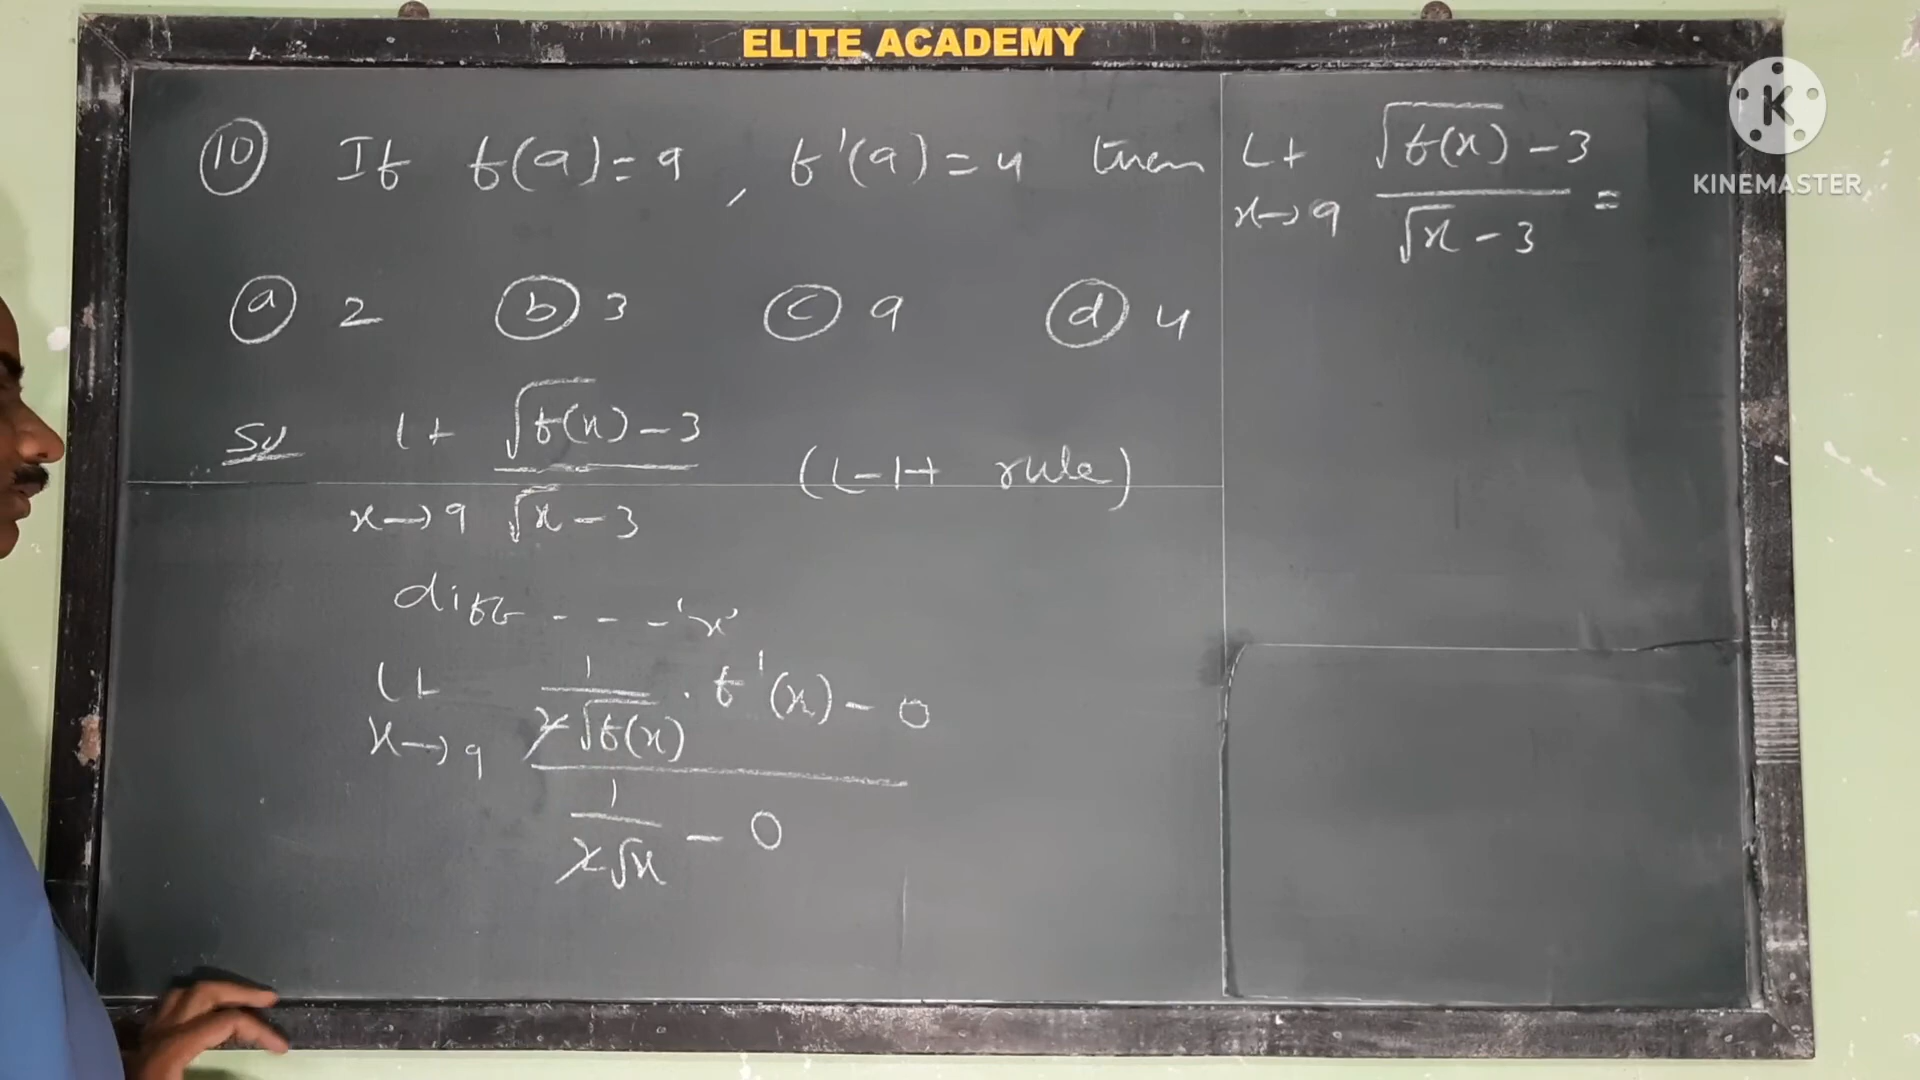 ELITE ACADEMY
K
KINEMASTER
(10) If f(9)=9, f'(9)=4 then Lt x→9 (√f(x) - 3)/(√x - 3) =
(a) 2 (b) 3 (c) 9 (d) 4
Sol Lt x→9 (√f(x) - 3)/(√x - 3) (L-H rule)
diff - - - 'x'
Lt x→9 (1/(2√f(x)) · f'(x) - 0)/(1/(2√x) - 0)